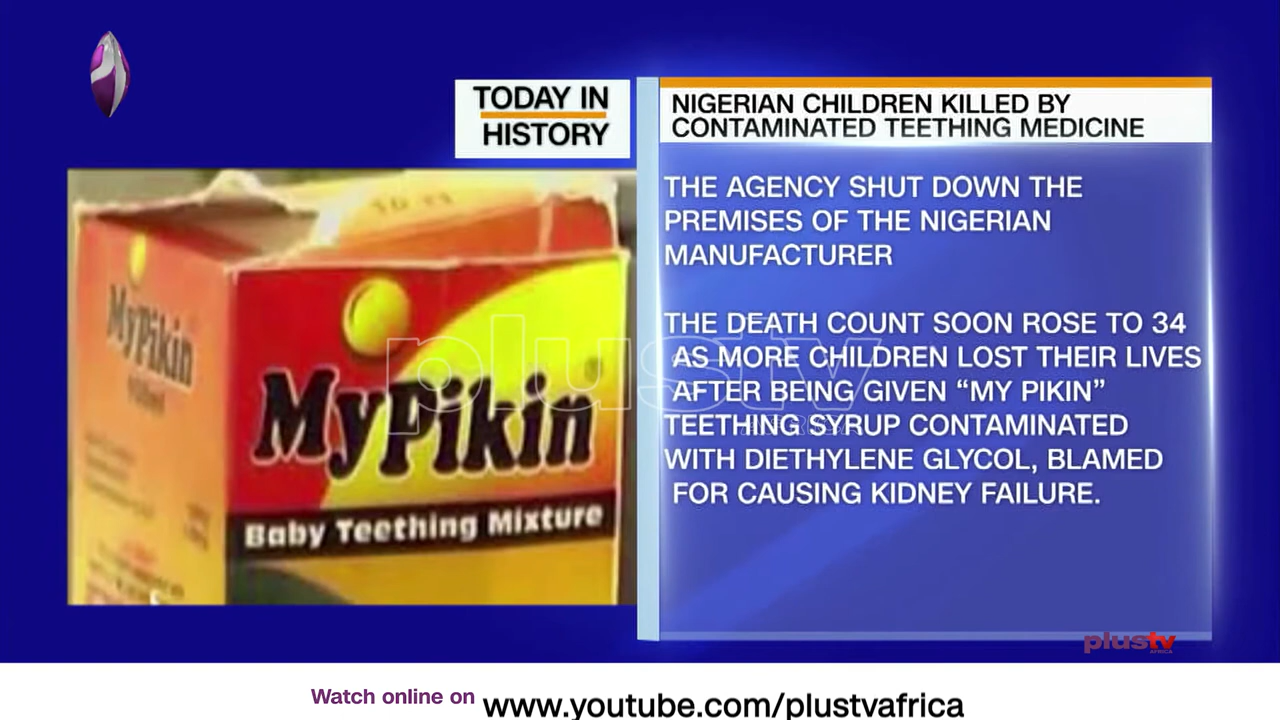 TODAY IN
HISTORY
NIGERIAN CHILDREN KILLED BY
CONTAMINATED TEETHING MEDICINE
THE AGENCY SHUT DOWN THE
PREMISES OF THE NIGERIAN
MANUFACTURER
THE DEATH COUNT SOON ROSE TO 34
AS MORE CHILDREN LOST THEIR LIVES
AFTER BEING GIVEN “MY PIKIN”
TEETHING SYRUP CONTAMINATED
WITH DIETHYLENE GLYCOL, BLAMED
FOR CAUSING KIDNEY FAILURE.
MyPikin
MyPikin®
Baby Teething Mixture
plustv
AFRICA
plustv
AFRICA
Watch online on www.youtube.com/plustvafrica